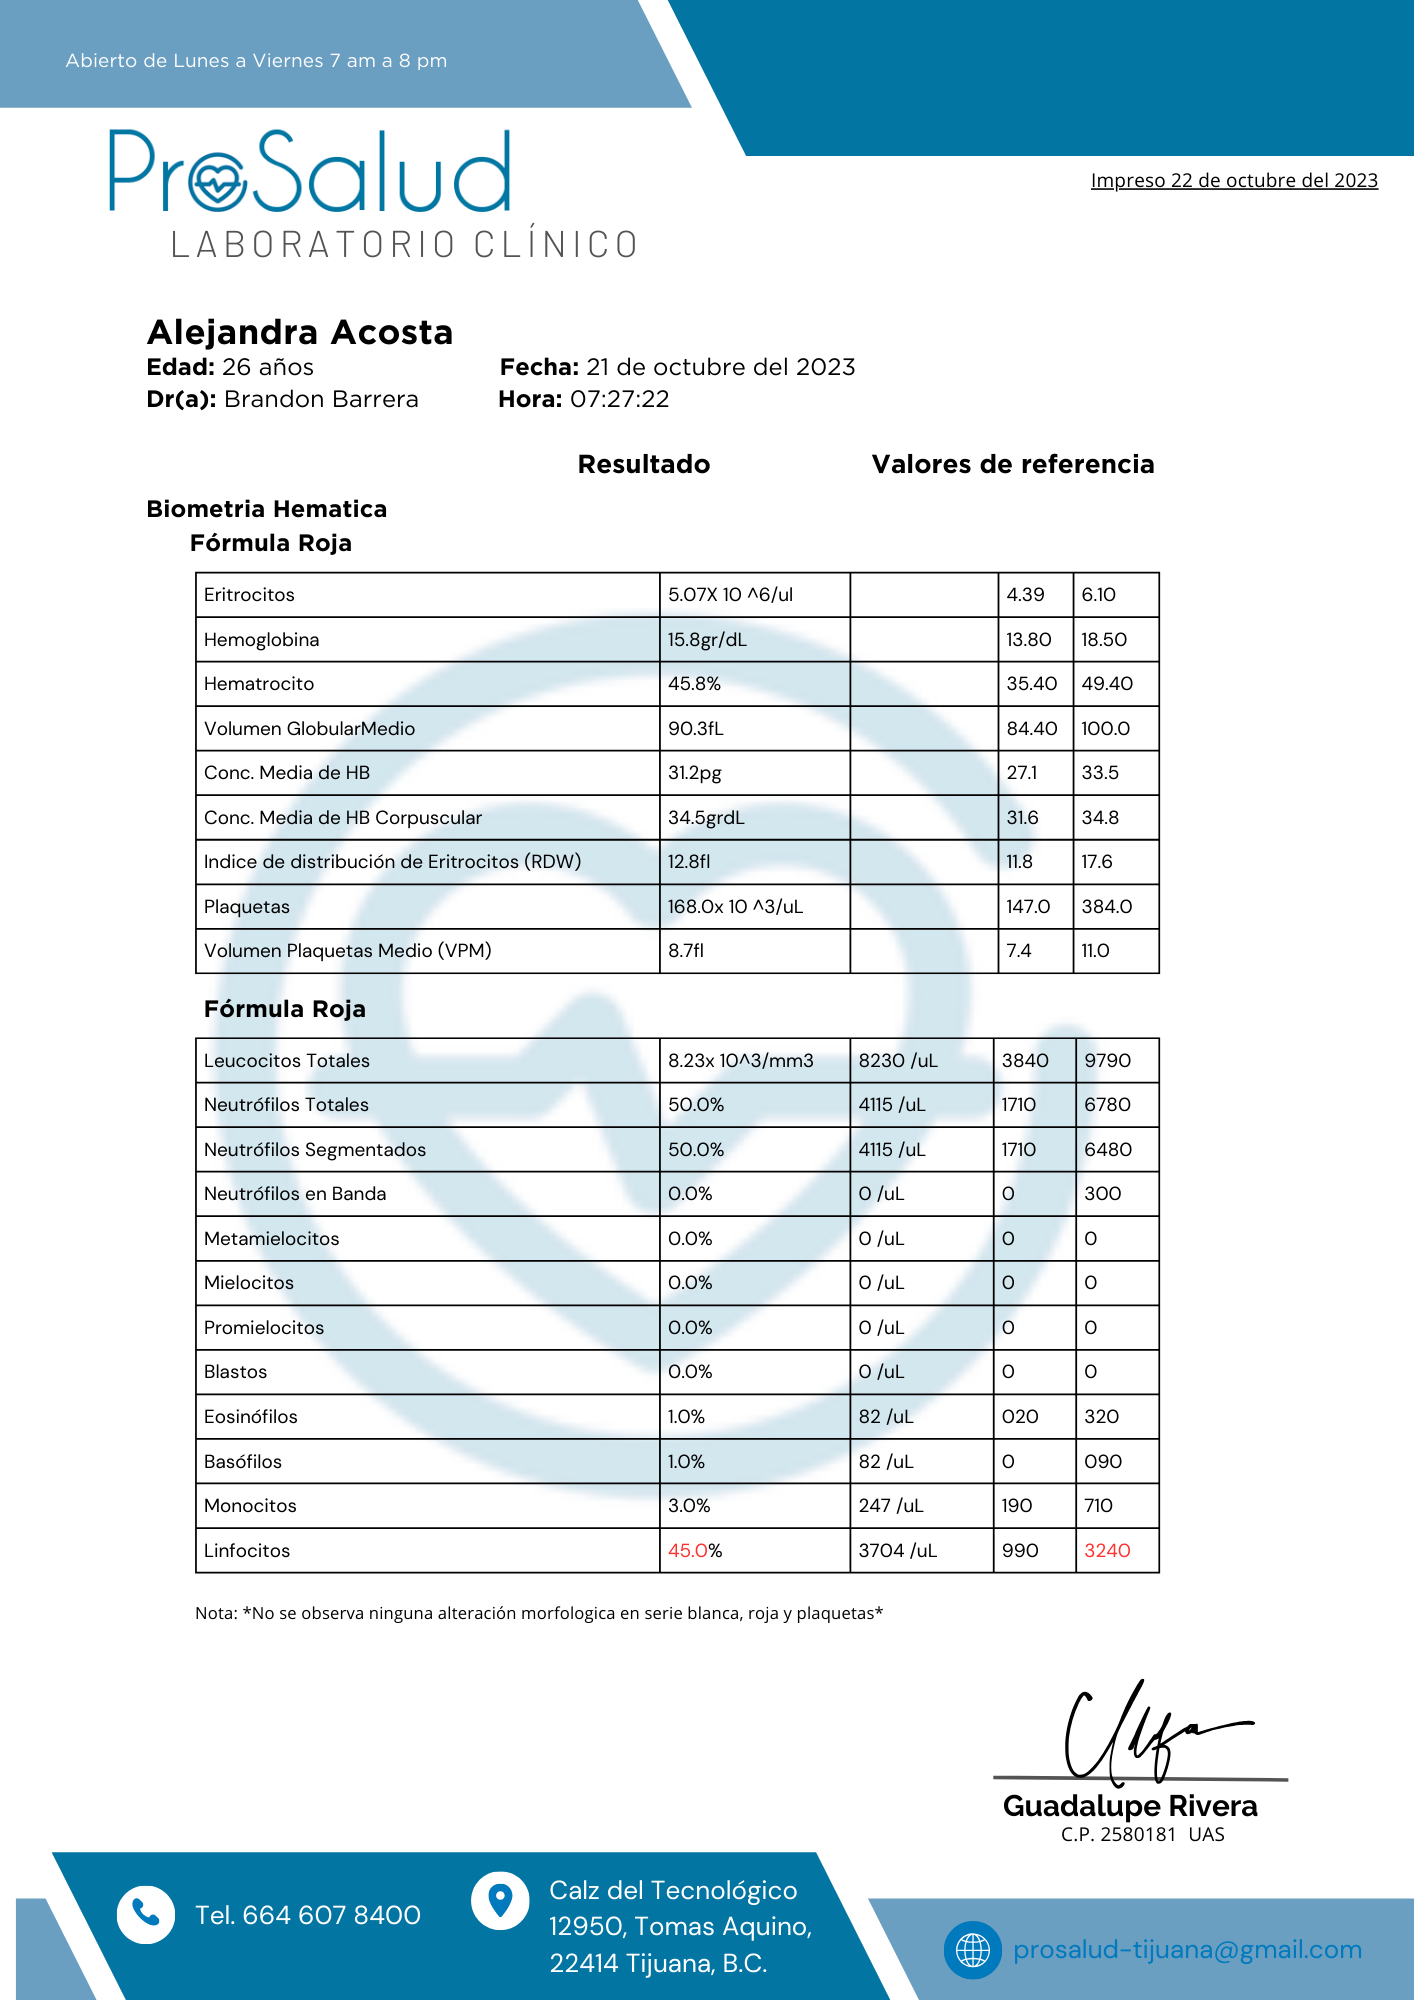 Abierto de Lunes a Viernes 7 am a 8 pm
ProSalud
LABORATORIO CLÍNICO
Impreso 22 de octubre del 2023
Alejandra Acosta
Edad: 26 años Fecha: 21 de octubre del 2023
Dr(a): Brandon Barrera Hora: 07:27:22
Resultado Valores de referencia
Biometria Hematica
Fórmula Roja
Eritrocitos 5.07X 10 ^6/ul 4.39 6.10
Hemoglobina 15.8gr/dL 13.80 18.50
Hematrocito 45.8% 35.40 49.40
Volumen GlobularMedio 90.3fL 84.40 100.0
Conc. Media de HB 31.2pg 27.1 33.5
Conc. Media de HB Corpuscular 34.5grdL 31.6 34.8
Indice de distribución de Eritrocitos (RDW) 12.8fl 11.8 17.6
Plaquetas 168.0x 10 ^3/uL 147.0 384.0
Volumen Plaquetas Medio (VPM) 8.7fl 7.4 11.0
Fórmula Roja
Leucocitos Totales 8.23x 10^3/mm3 8230 /uL 3840 9790
Neutrófilos Totales 50.0% 4115 /uL 1710 6780
Neutrófilos Segmentados 50.0% 4115 /uL 1710 6480
Neutrófilos en Banda 0.0% 0 /uL 0 300
Metamielocitos 0.0% 0 /uL 0 0
Mielocitos 0.0% 0 /uL 0 0
Promielocitos 0.0% 0 /uL 0 0
Blastos 0.0% 0 /uL 0 0
Eosinófilos 1.0% 82 /uL 020 320
Basófilos 1.0% 82 /uL 0 090
Monocitos 3.0% 247 /uL 190 710
Linfocitos 45.0% 3704 /uL 990 3240
Nota: *No se observa ninguna alteración morfologica en serie blanca, roja y plaquetas*
Guadalupe Rivera
C.P. 2580181 UAS
Tel. 664 607 8400
Calz del Tecnológico
12950, Tomas Aquino,
22414 Tijuana, B.C.
prosalud-tijuana@gmail.com